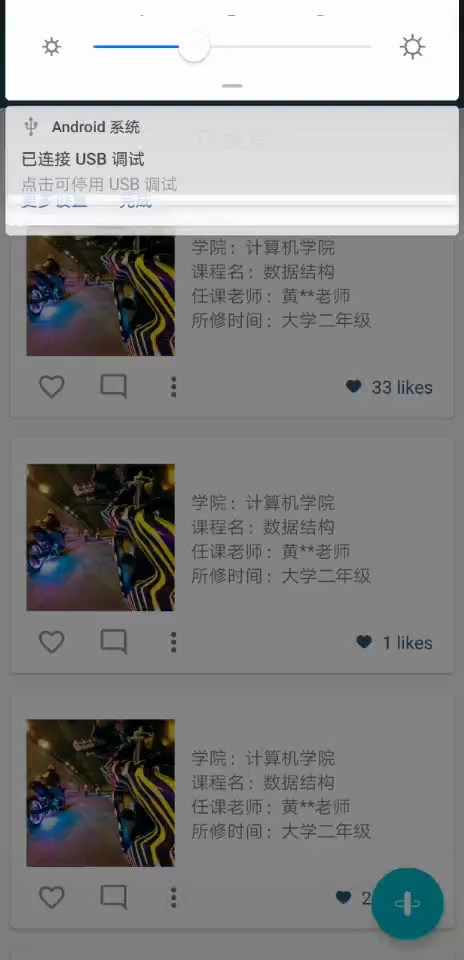 Android 系统
已连接 USB 调试
点击可停用 USB 调试
更多设置 完成
学院：计算机学院
课程名：数据结构
任课老师：黄**老师
所修时间：大学二年级
33 likes
学院：计算机学院
课程名：数据结构
任课老师：黄**老师
所修时间：大学二年级
1 likes
学院：计算机学院
课程名：数据结构
任课老师：黄**老师
所修时间：大学二年级
2